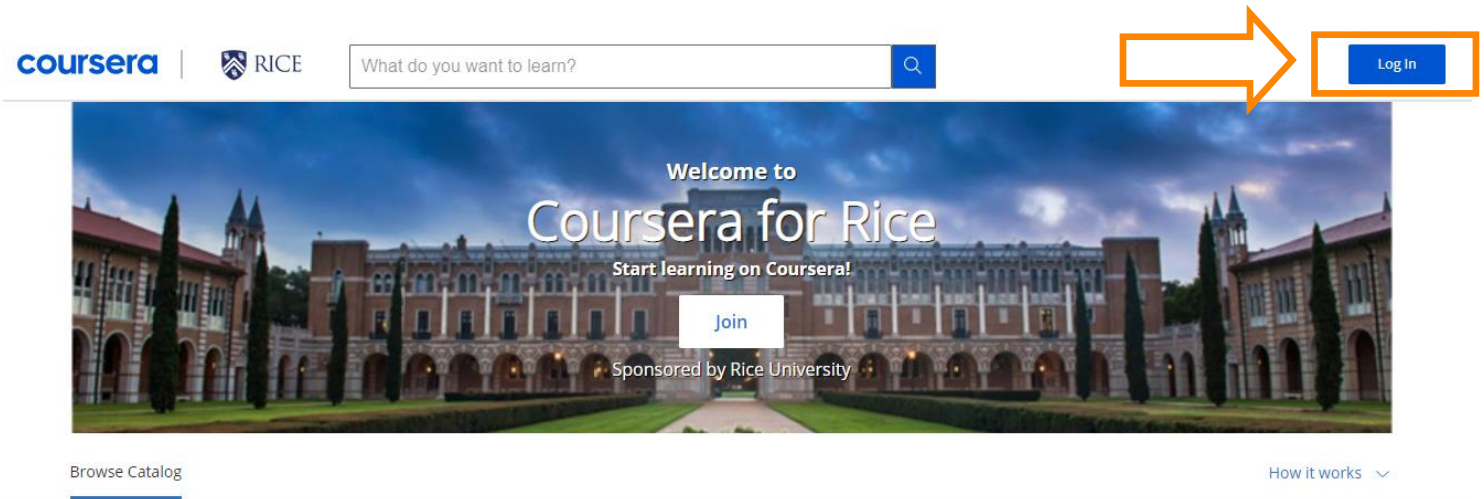 coursera
RICE
What do you want to learn?
Log In
Welcome to
Coursera for Rice
Start learning on Coursera!
Join
Sponsored by Rice University
Browse Catalog
How it works